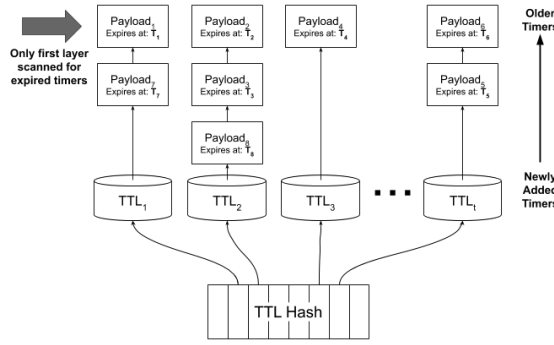 Only first layer
scanned for
expired timers
Payload1
Expires at: T1
Payload2
Expires at: T2
Payload4
Expires at: T4
Payload6
Expires at: T6
Older
Timers
Payload7
Expires at: T7
Payload3
Expires at: T3
Payload5
Expires at: T5
Payload8
Expires at: T8
TTL1
TTL2
TTL3
TTLt
Newly
Added
Timers
TTL Hash